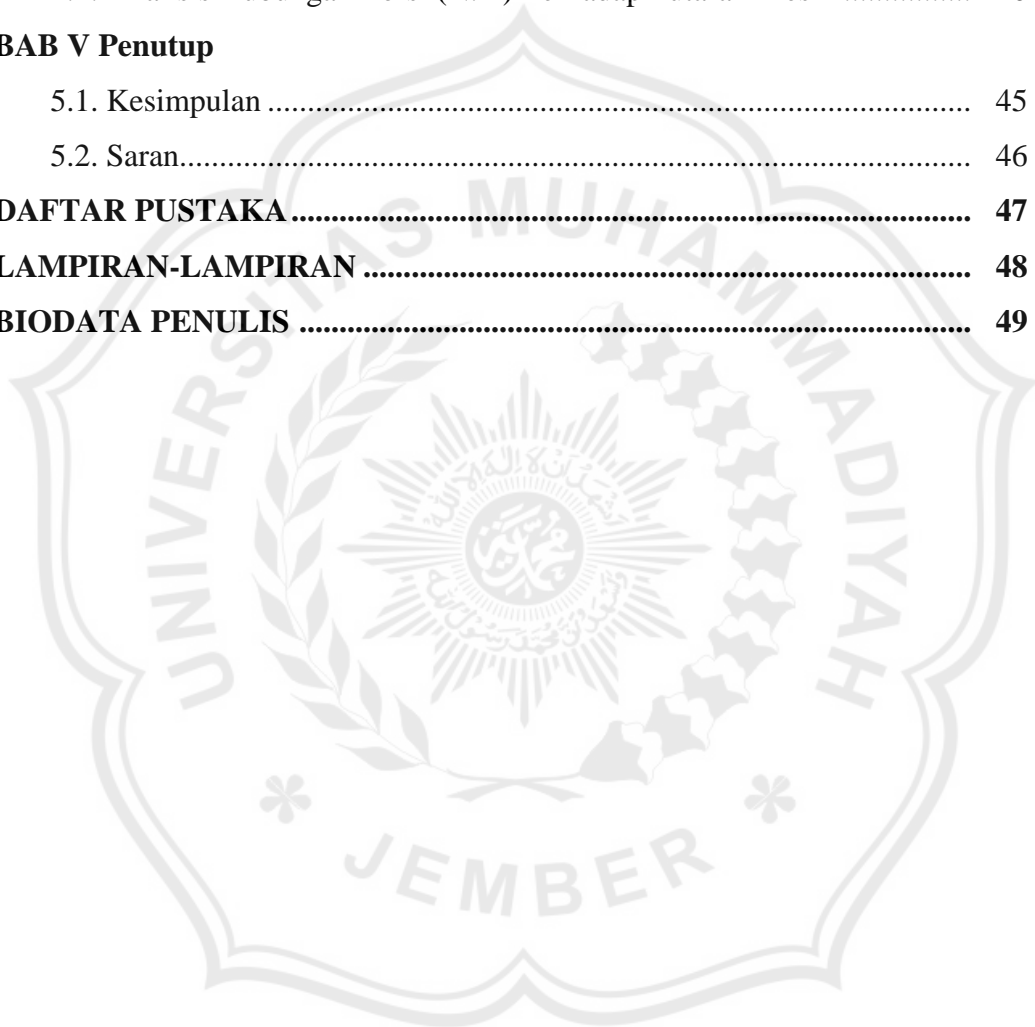 BAB V Penutup
5.1. Kesimpulan .......................................................................................... 45
5.2. Saran..................................................................................................... 46
DAFTAR PUSTAKA...................................................................................... 47
LAMPIRAN-LAMPIRAN ............................................................................. 48
BIODATA PENULIS ..................................................................................... 49
UNIVERSITAS MUHAMMADIYAH
JEMBER